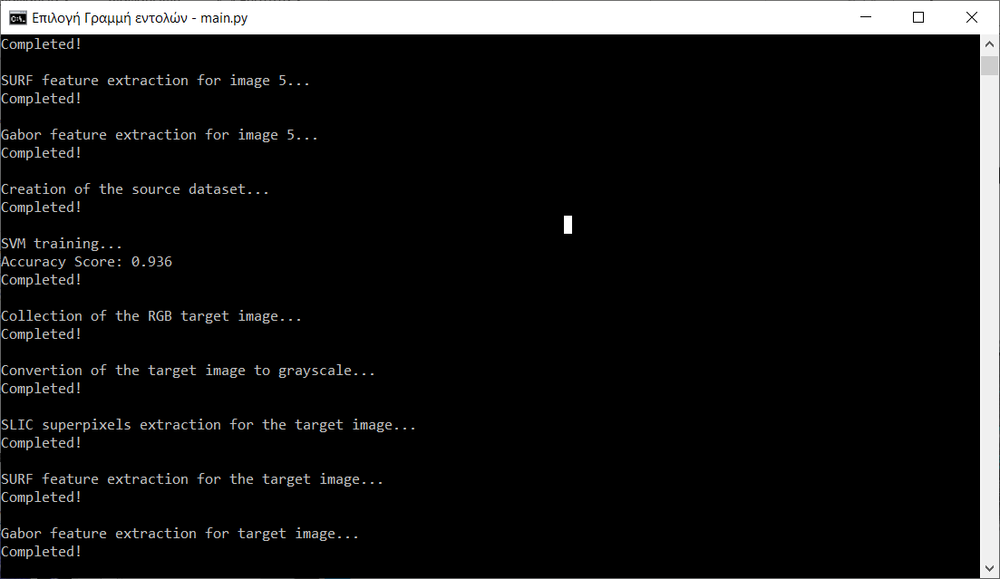 Επιλογή Γραμμή εντολών - main.py
Completed!
SURF feature extraction for image 5...
Completed!
Gabor feature extraction for image 5...
Completed!
Creation of the source dataset...
Completed!
SVM training...
Accuracy Score: 0.936
Completed!
Collection of the RGB target image...
Completed!
Convertion of the target image to grayscale...
Completed!
SLIC superpixels extraction for the target image...
Completed!
SURF feature extraction for the target image...
Completed!
Gabor feature extraction for target image...
Completed!